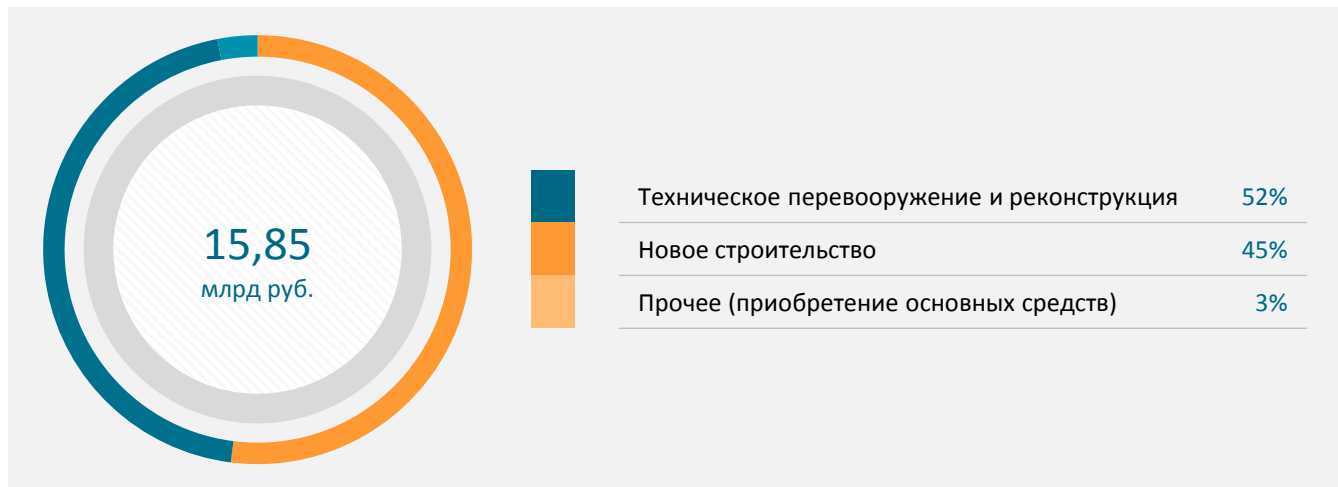 15,85
млрд руб.
Техническое перевооружение и реконструкция 52%
Новое строительство 45%
Прочее (приобретение основных средств) 3%